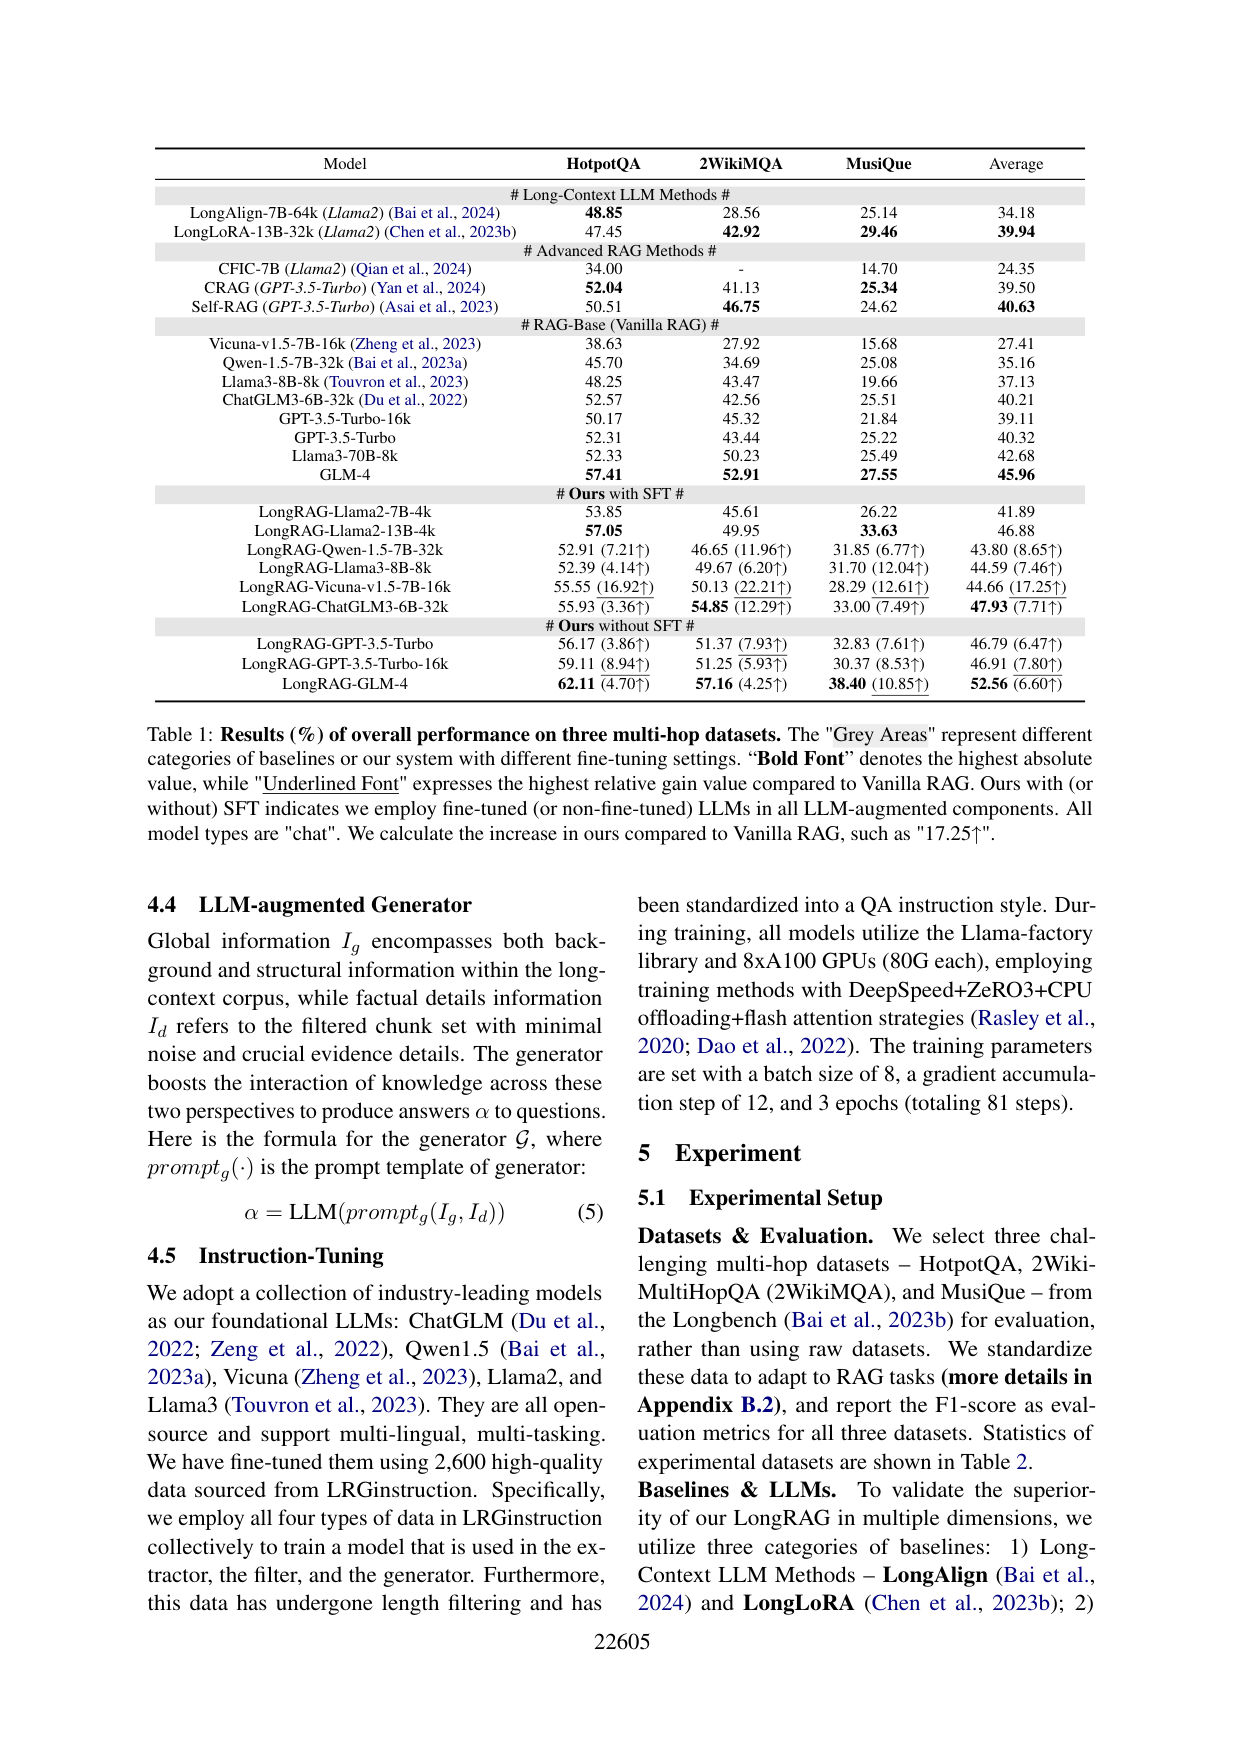 Model HotpotQA 2WikiMQA MusiQue Average
# Long-Context LLM Methods #
LongAlign-7B-64k (Llama2) (Bai et al., 2024) 48.85 28.56 25.14 34.18
LongLoRA-13B-32k (Llama2) (Chen et al., 2023b) 47.45 42.92 29.46 39.94
# Advanced RAG Methods #
CFIC-7B (Llama2) (Qian et al., 2024) 34.00 - 14.70 24.35
CRAG (GPT-3.5-Turbo) (Yan et al., 2024) 52.04 41.13 25.34 39.50
Self-RAG (GPT-3.5-Turbo) (Asai et al., 2023) 50.51 46.75 24.62 40.63
# RAG-Base (Vanilla RAG) #
Vicuna-v1.5-7B-16k (Zheng et al., 2023) 38.63 27.92 15.68 27.41
Qwen-1.5-7B-32k (Bai et al., 2023a) 45.70 34.69 25.08 35.16
Llama3-8B-8k (Touvron et al., 2023) 48.25 43.47 19.66 37.13
ChatGLM3-6B-32k (Du et al., 2022) 52.57 42.56 25.51 40.21
GPT-3.5-Turbo-16k 50.17 45.32 21.84 39.11
GPT-3.5-Turbo 52.31 43.44 25.22 40.32
Llama3-70B-8k 52.33 50.23 25.49 42.68
GLM-4 57.41 52.91 27.55 45.96
# Ours with SFT #
LongRAG-Llama2-7B-4k 53.85 45.61 26.22 41.89
LongRAG-Llama2-13B-4k 57.05 49.95 33.63 46.88
LongRAG-Qwen-1.5-7B-32k 52.91 (7.21↑) 46.65 (11.96↑) 31.85 (6.77↑) 43.80 (8.65↑)
LongRAG-Llama3-8B-8k 52.39 (4.14↑) 49.67 (6.20↑) 31.70 (12.04↑) 44.59 (7.46↑)
LongRAG-Vicuna-v1.5-7B-16k 55.55 (16.92↑) 50.13 (22.21↑) 28.29 (12.61↑) 44.66 (17.25↑)
LongRAG-ChatGLM3-6B-32k 55.93 (3.36↑) 54.85 (12.29↑) 33.00 (7.49↑) 47.93 (7.71↑)
# Ours without SFT #
LongRAG-GPT-3.5-Turbo 56.17 (3.86↑) 51.37 (7.93↑) 32.83 (7.61↑) 46.79 (6.47↑)
LongRAG-GPT-3.5-Turbo-16k 59.11 (8.94↑) 51.25 (5.93↑) 30.37 (8.53↑) 46.91 (7.80↑)
LongRAG-GLM-4 62.11 (4.70↑) 57.16 (4.25↑) 38.40 (10.85↑) 52.56 (6.60↑)
Table 1: Results (%) of overall performance on three multi-hop datasets. The "Grey Areas" represent different
categories of baselines or our system with different fine-tuning settings. “Bold Font” denotes the highest absolute
value, while "Underlined Font" expresses the highest relative gain value compared to Vanilla RAG. Ours with (or
without) SFT indicates we employ fine-tuned (or non-fine-tuned) LLMs in all LLM-augmented components. All
model types are "chat". We calculate the increase in ours compared to Vanilla RAG, such as "17.25↑".
4.4 LLM-augmented Generator
Global information I_g encompasses both back-
ground and structural information within the long-
context corpus, while factual details information
I_d refers to the filtered chunk set with minimal
noise and crucial evidence details. The generator
boosts the interaction of knowledge across these
two perspectives to produce answers α to questions.
Here is the formula for the generator 𝒢, where
prompt_g(·) is the prompt template of generator:
α = LLM(prompt_g(I_g, I_d)) (5)
4.5 Instruction-Tuning
We adopt a collection of industry-leading models
as our foundational LLMs: ChatGLM (Du et al.,
2022; Zeng et al., 2022), Qwen1.5 (Bai et al.,
2023a), Vicuna (Zheng et al., 2023), Llama2, and
Llama3 (Touvron et al., 2023). They are all open-
source and support multi-lingual, multi-tasking.
We have fine-tuned them using 2,600 high-quality
data sourced from LRGinstruction. Specifically,
we employ all four types of data in LRGinstruction
collectively to train a model that is used in the ex-
tractor, the filter, and the generator. Furthermore,
this data has undergone length filtering and has
been standardized into a QA instruction style. Dur-
ing training, all models utilize the Llama-factory
library and 8xA100 GPUs (80G each), employing
training methods with DeepSpeed+ZeRO3+CPU
offloading+flash attention strategies (Rasley et al.,
2020; Dao et al., 2022). The training parameters
are set with a batch size of 8, a gradient accumula-
tion step of 12, and 3 epochs (totaling 81 steps).
5 Experiment
5.1 Experimental Setup
Datasets & Evaluation. We select three chal-
lenging multi-hop datasets – HotpotQA, 2Wiki-
MultiHopQA (2WikiMQA), and MusiQue – from
the Longbench (Bai et al., 2023b) for evaluation,
rather than using raw datasets. We standardize
these data to adapt to RAG tasks (more details in
Appendix B.2), and report the F1-score as eval-
uation metrics for all three datasets. Statistics of
experimental datasets are shown in Table 2.
Baselines & LLMs. To validate the superior-
ity of our LongRAG in multiple dimensions, we
utilize three categories of baselines: 1) Long-
Context LLM Methods – LongAlign (Bai et al.,
2024) and LongLoRA (Chen et al., 2023b); 2)
22605